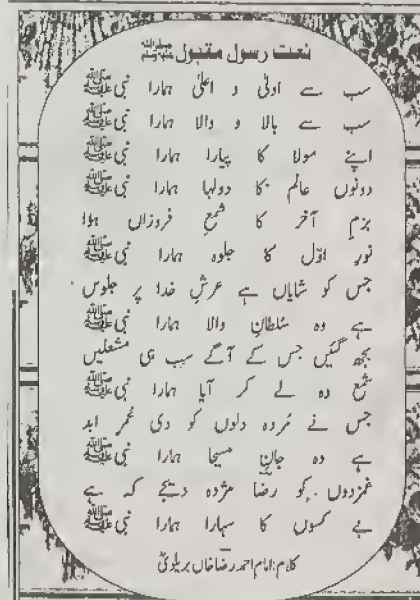 نعت رسول مقبول ﷺ
سب سے اولیٰ و اعلیٰ ہمارا نبی ﷺ
سب سے بالا و والا ہمارا نبی ﷺ
اپنے مولا کا پیارا ہمارا نبی ﷺ
دونوں عالم کا دولہا ہمارا نبی ﷺ
بزم آخر کا شمع فروزاں ہوا
نور اوّل کا جلوہ ہمارا نبی ﷺ
جس کو شایاں ہے عرشِ خدا پر جلوس
ہے وہ سُلطانِ والا ہمارا نبی ﷺ
بجھ گئیں جس کے آگے سب ہی مشعلیں
شمع وہ لے کر آیا ہمارا نبی ﷺ
جس نے مُردہ دلوں کو دی عُمر ابد
ہے وہ جانِ مسیحا ہمارا نبی ﷺ
غمزدوں کو رضا مژدہ دیجے کہ ہے
بے کسوں کا سہارا ہمارا نبی ﷺ
کلام: امام احمد رضا خاں بریلویؒ